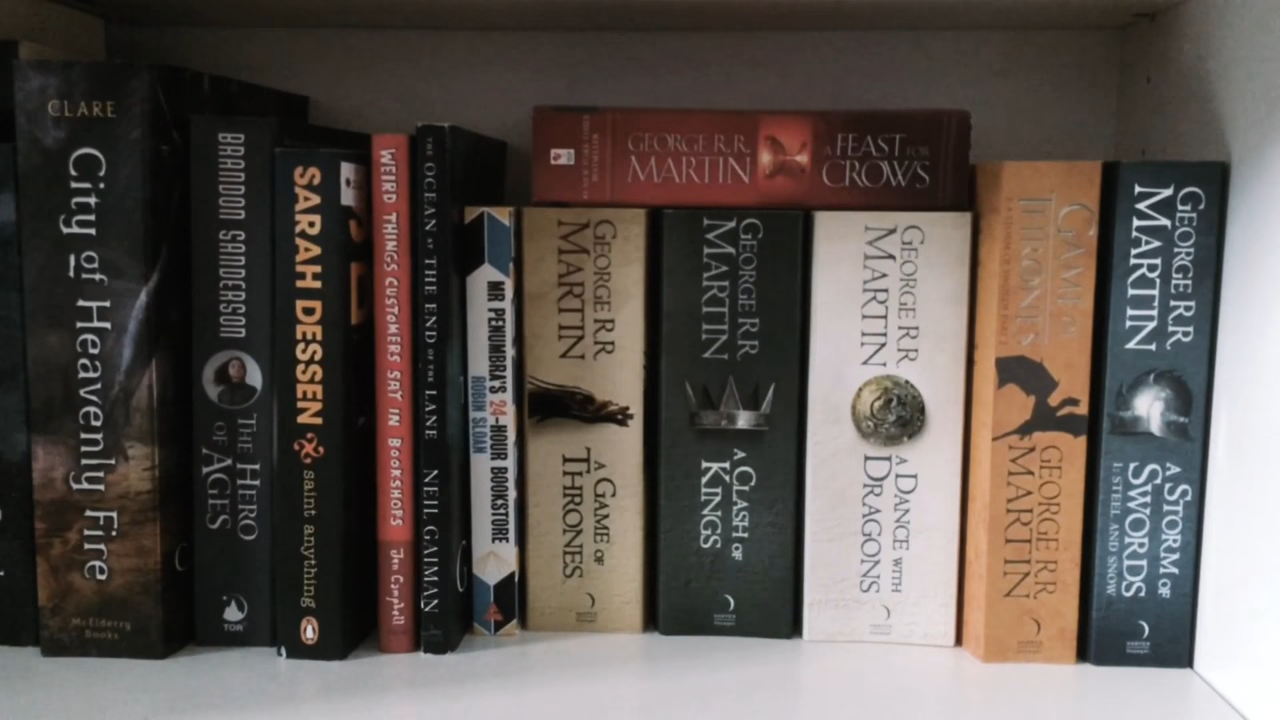 CLARE
City of Heavenly Fire
McElderry
Books
BRANDON SANDERSON
THE HERO
OF AGES
TOR
SARAH DESSEN
saint anything
WEIRD THINGS CUSTOMERS SAY IN BOOKSHOPS
Jen Campbell
THE OCEAN AT THE END OF THE LANE
NEIL GAIMAN
MR PENUMBRA'S 24-HOUR BOOKSTORE
ROBIN SLOAN
GEORGE R.R.
MARTIN
A FEAST FOR
CROWS
GEORGE R.R.
MARTIN
A GAME OF
THRONES
GEORGE R.R.
MARTIN
A CLASH OF
KINGS
GEORGE R.R.
MARTIN
A DANCE WITH
DRAGONS
GAME OF
THRONES
GEORGE R.R.
MARTIN
GEORGE R.R.
MARTIN
A STORM OF
SWORDS
1: STEEL AND SNOW